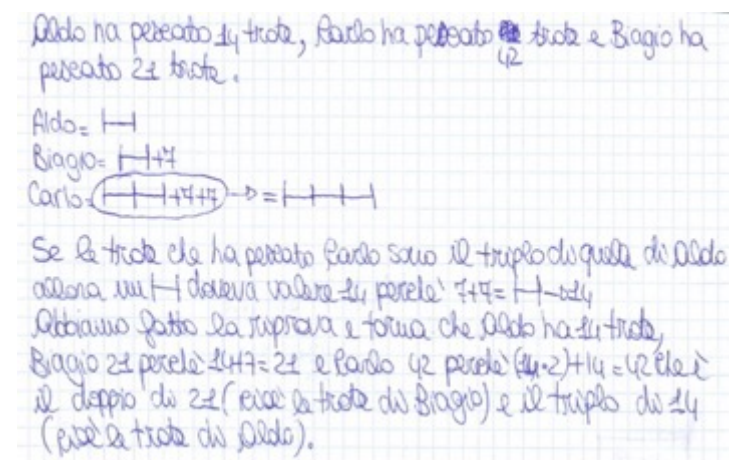 Aldo ha pescato 14 trote, Carlo ha pescato 42 trote e Biagio ha
pescato 21 trote.
Aldo=
Biagio= +7
Carlo= +7+7 =
Se le trote che ha pescato Carlo sono il triplo di quelle di Aldo
allora un doveva valere 14 perchè 7+7= 14
Abbiamo fatto la riprova e torna che Aldo ha 14 trote,
Biagio 21 perchè 14+7=21 e Carlo 42 perchè (14·2)+14=42 che è
il doppio di 21 (cioè le trote di Biagio) e il triplo di 14
(cioè le trote di Aldo).